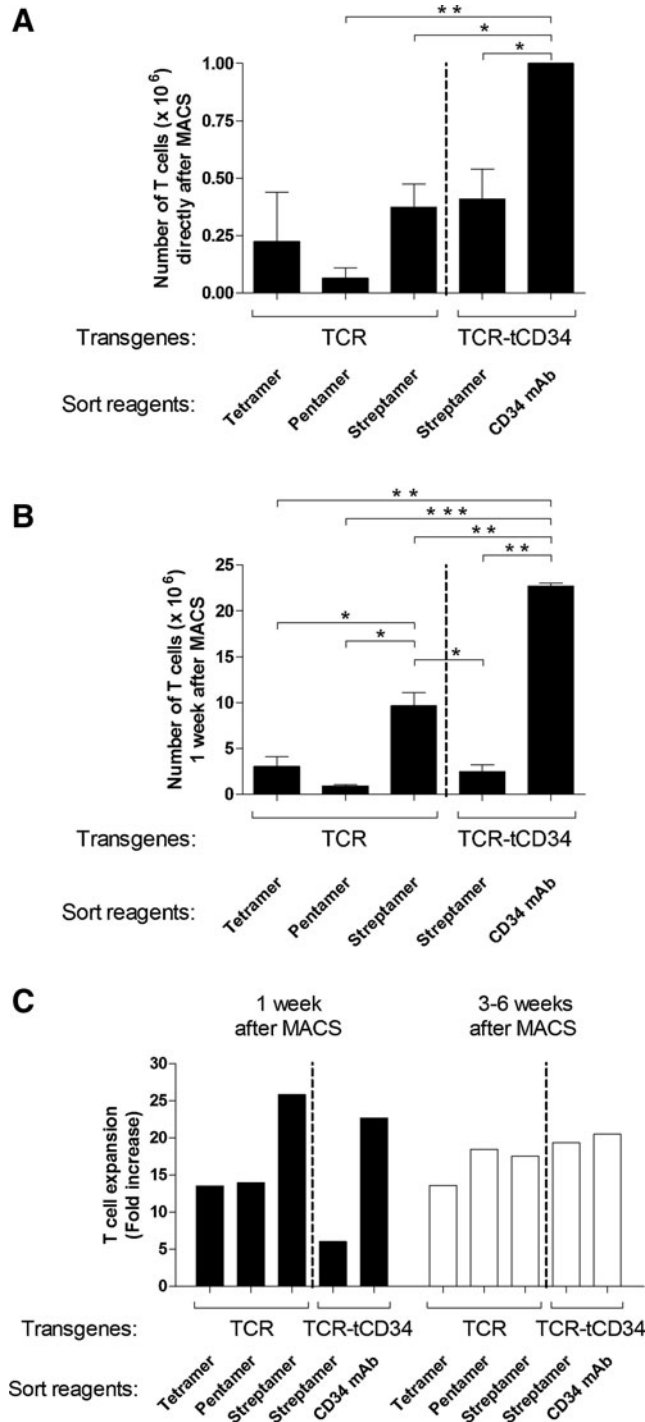 A
Number of T cells (x 10^6)
directly after MACS
1.00
0.75
0.50
0.25
0.00
**
*
*
Transgenes:
TCR
TCR-tCD34
Sort reagents:
Tetramer
Pentamer
Streptamer
Streptamer
CD34 mAb
B
Number of T cells (x 10^6)
1 week after MACS
25
20
15
10
5
0
**
***
**
**
*
*
*
Transgenes:
TCR
TCR-tCD34
Sort reagents:
Tetramer
Pentamer
Streptamer
Streptamer
CD34 mAb
C
1 week
after MACS
3-6 weeks
after MACS
T cell expansion
(Fold increase)
30
25
20
15
10
5
0
Transgenes:
TCR
TCR-tCD34
TCR
TCR-tCD34
Sort reagents:
Tetramer
Pentamer
Streptamer
Streptamer
CD34 mAb
Tetramer
Pentamer
Streptamer
Streptamer
CD34 mAb